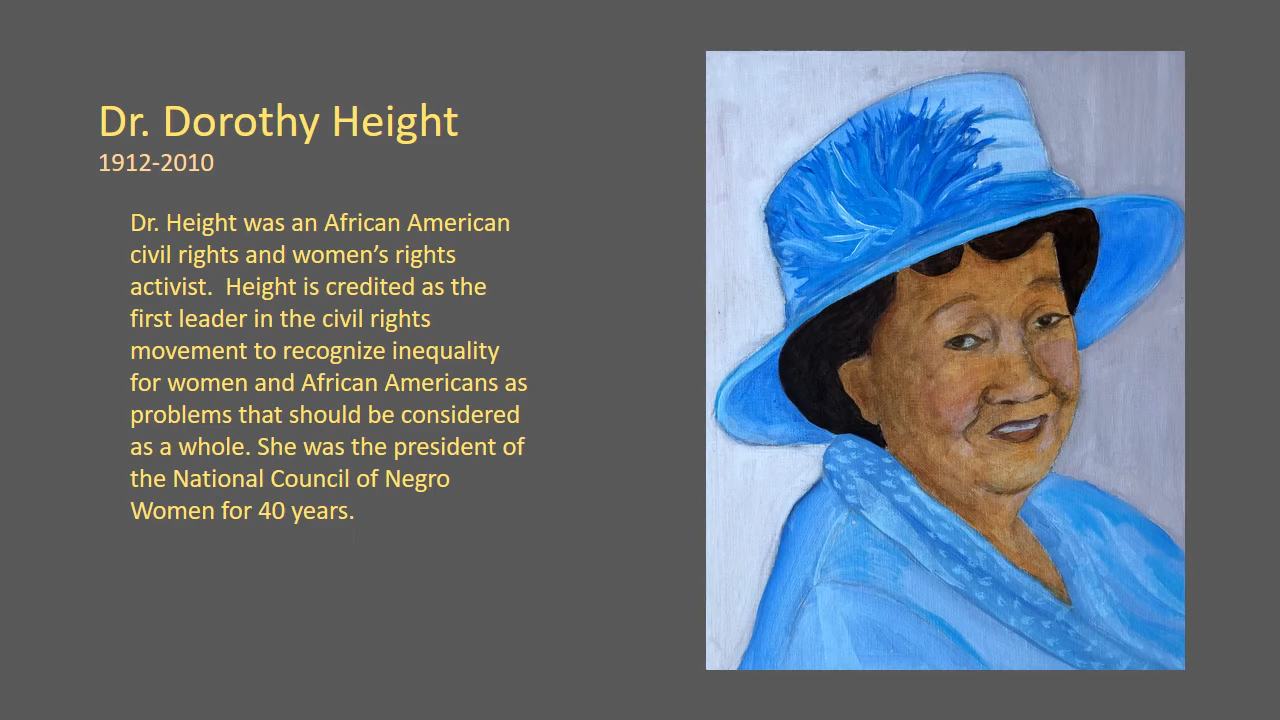 Dr. Dorothy Height
1912-2010
Dr. Height was an African American
civil rights and women’s rights
activist.  Height is credited as the
first leader in the civil rights
movement to recognize inequality
for women and African Americans as
problems that should be considered
as a whole. She was the president of
the National Council of Negro
Women for 40 years.